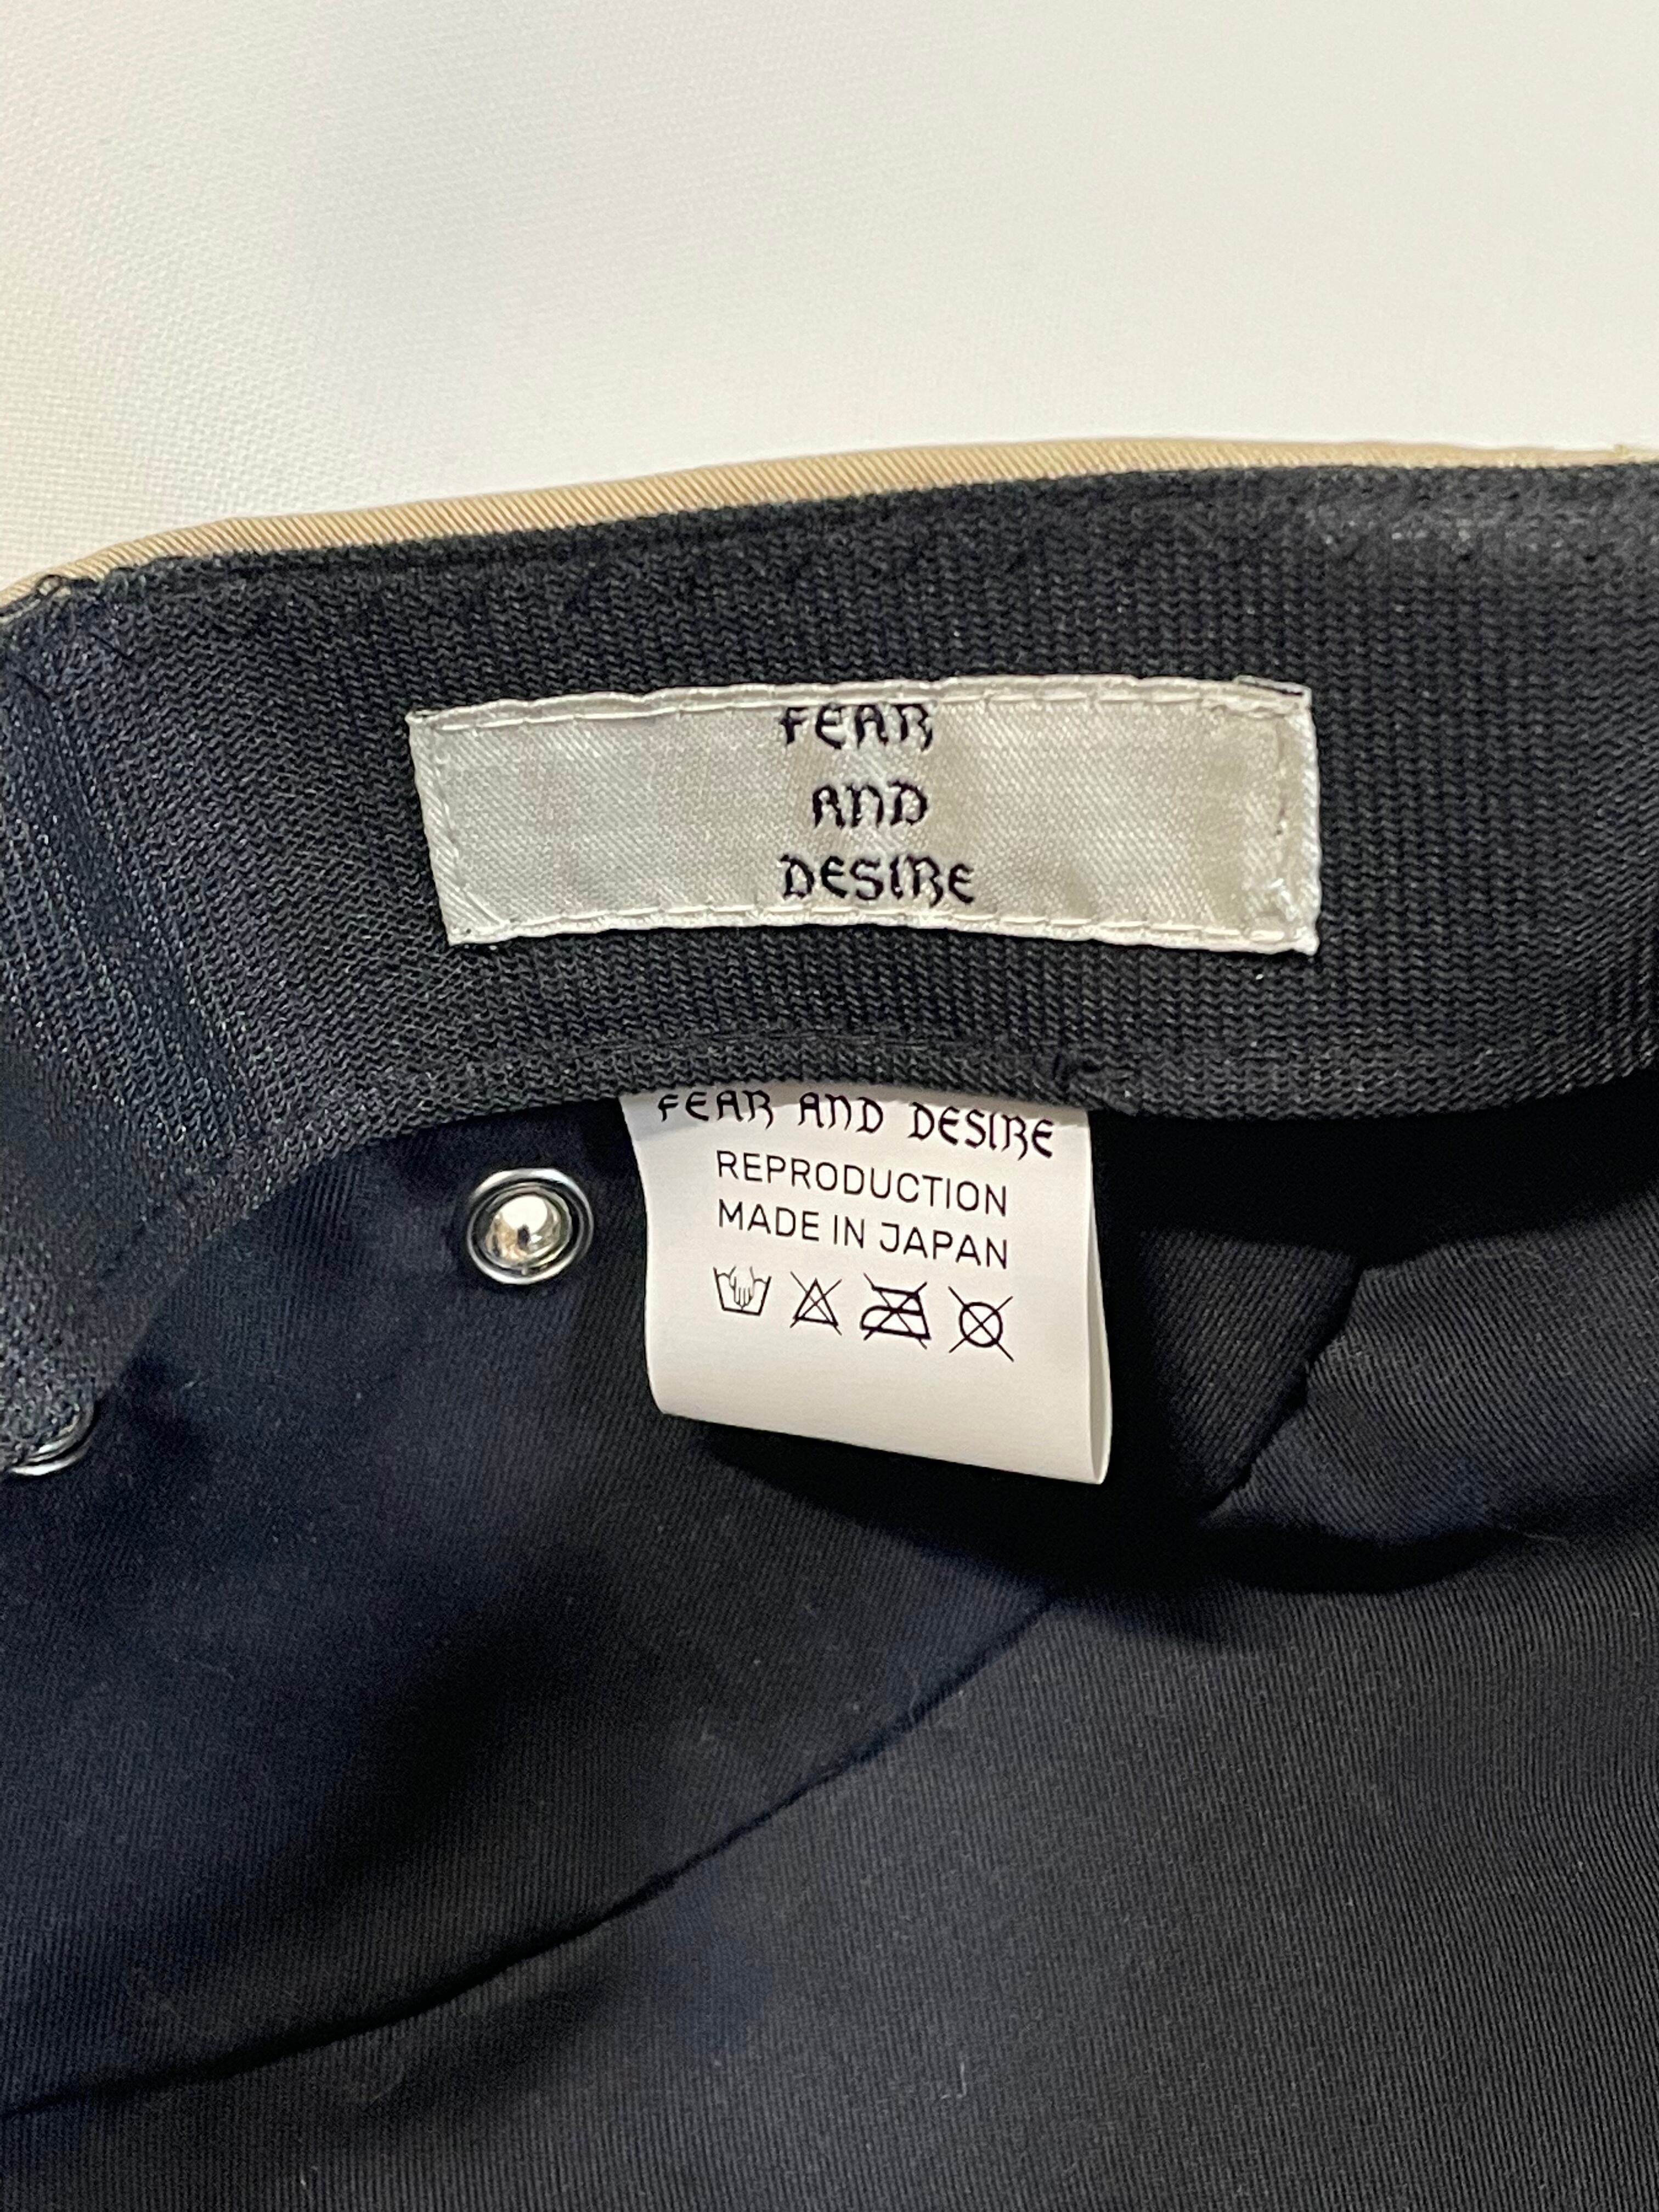 FEAR
AND
DESIRE
FEAR AND DESIRE
REPRODUCTION
MADE IN JAPAN